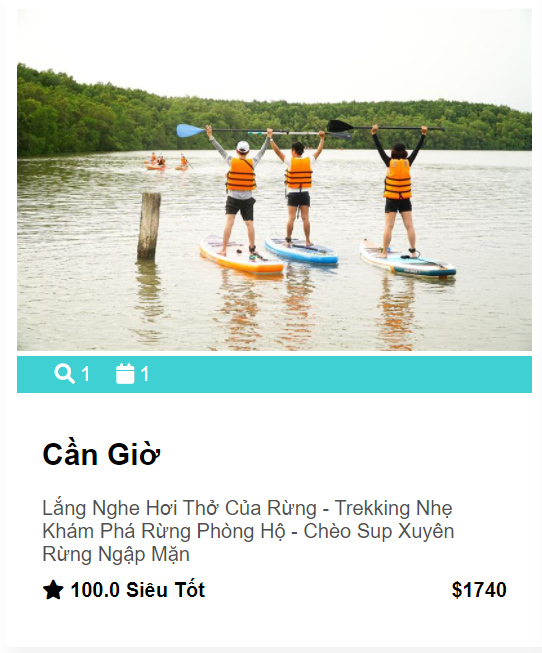 1 1
Cần Giờ
Lắng Nghe Hơi Thở Của Rừng - Trekking Nhẹ
Khám Phá Rừng Phòng Hộ - Chèo Sup Xuyên
Rừng Ngập Mặn
100.0 Siêu Tốt $1740